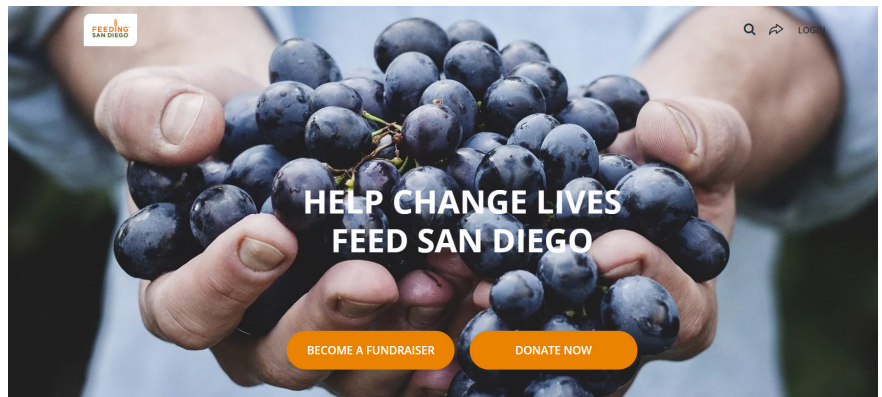 FEEDING
SAN DIEGO
LOGIN
HELP CHANGE LIVES
FEED SAN DIEGO
BECOME A FUNDRAISER
DONATE NOW